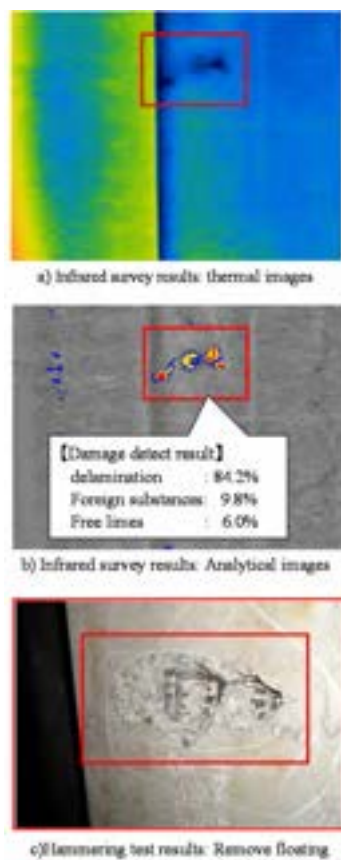 a) Infrared survey results: thermal images
【Damage detect result】
delamination : 84.2%
Foreign substances: 9.8%
Free limes : 6.0%
b) Infrared survey results: Analytical images
c)Hammering test results: Remove floating